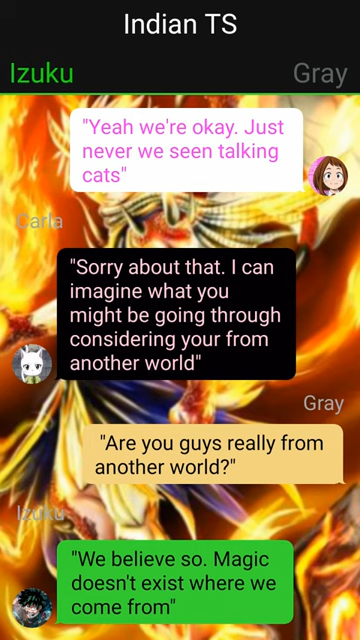 Indian TS
Izuku Gray
"Yeah we're okay. Just
never we seen talking
cats"
Carla
"Sorry about that. I can
imagine what you
might be going through
considering your from
another world"
Gray
"Are you guys really from
another world?"
Izuku
"We believe so. Magic
doesn't exist where we
come from"